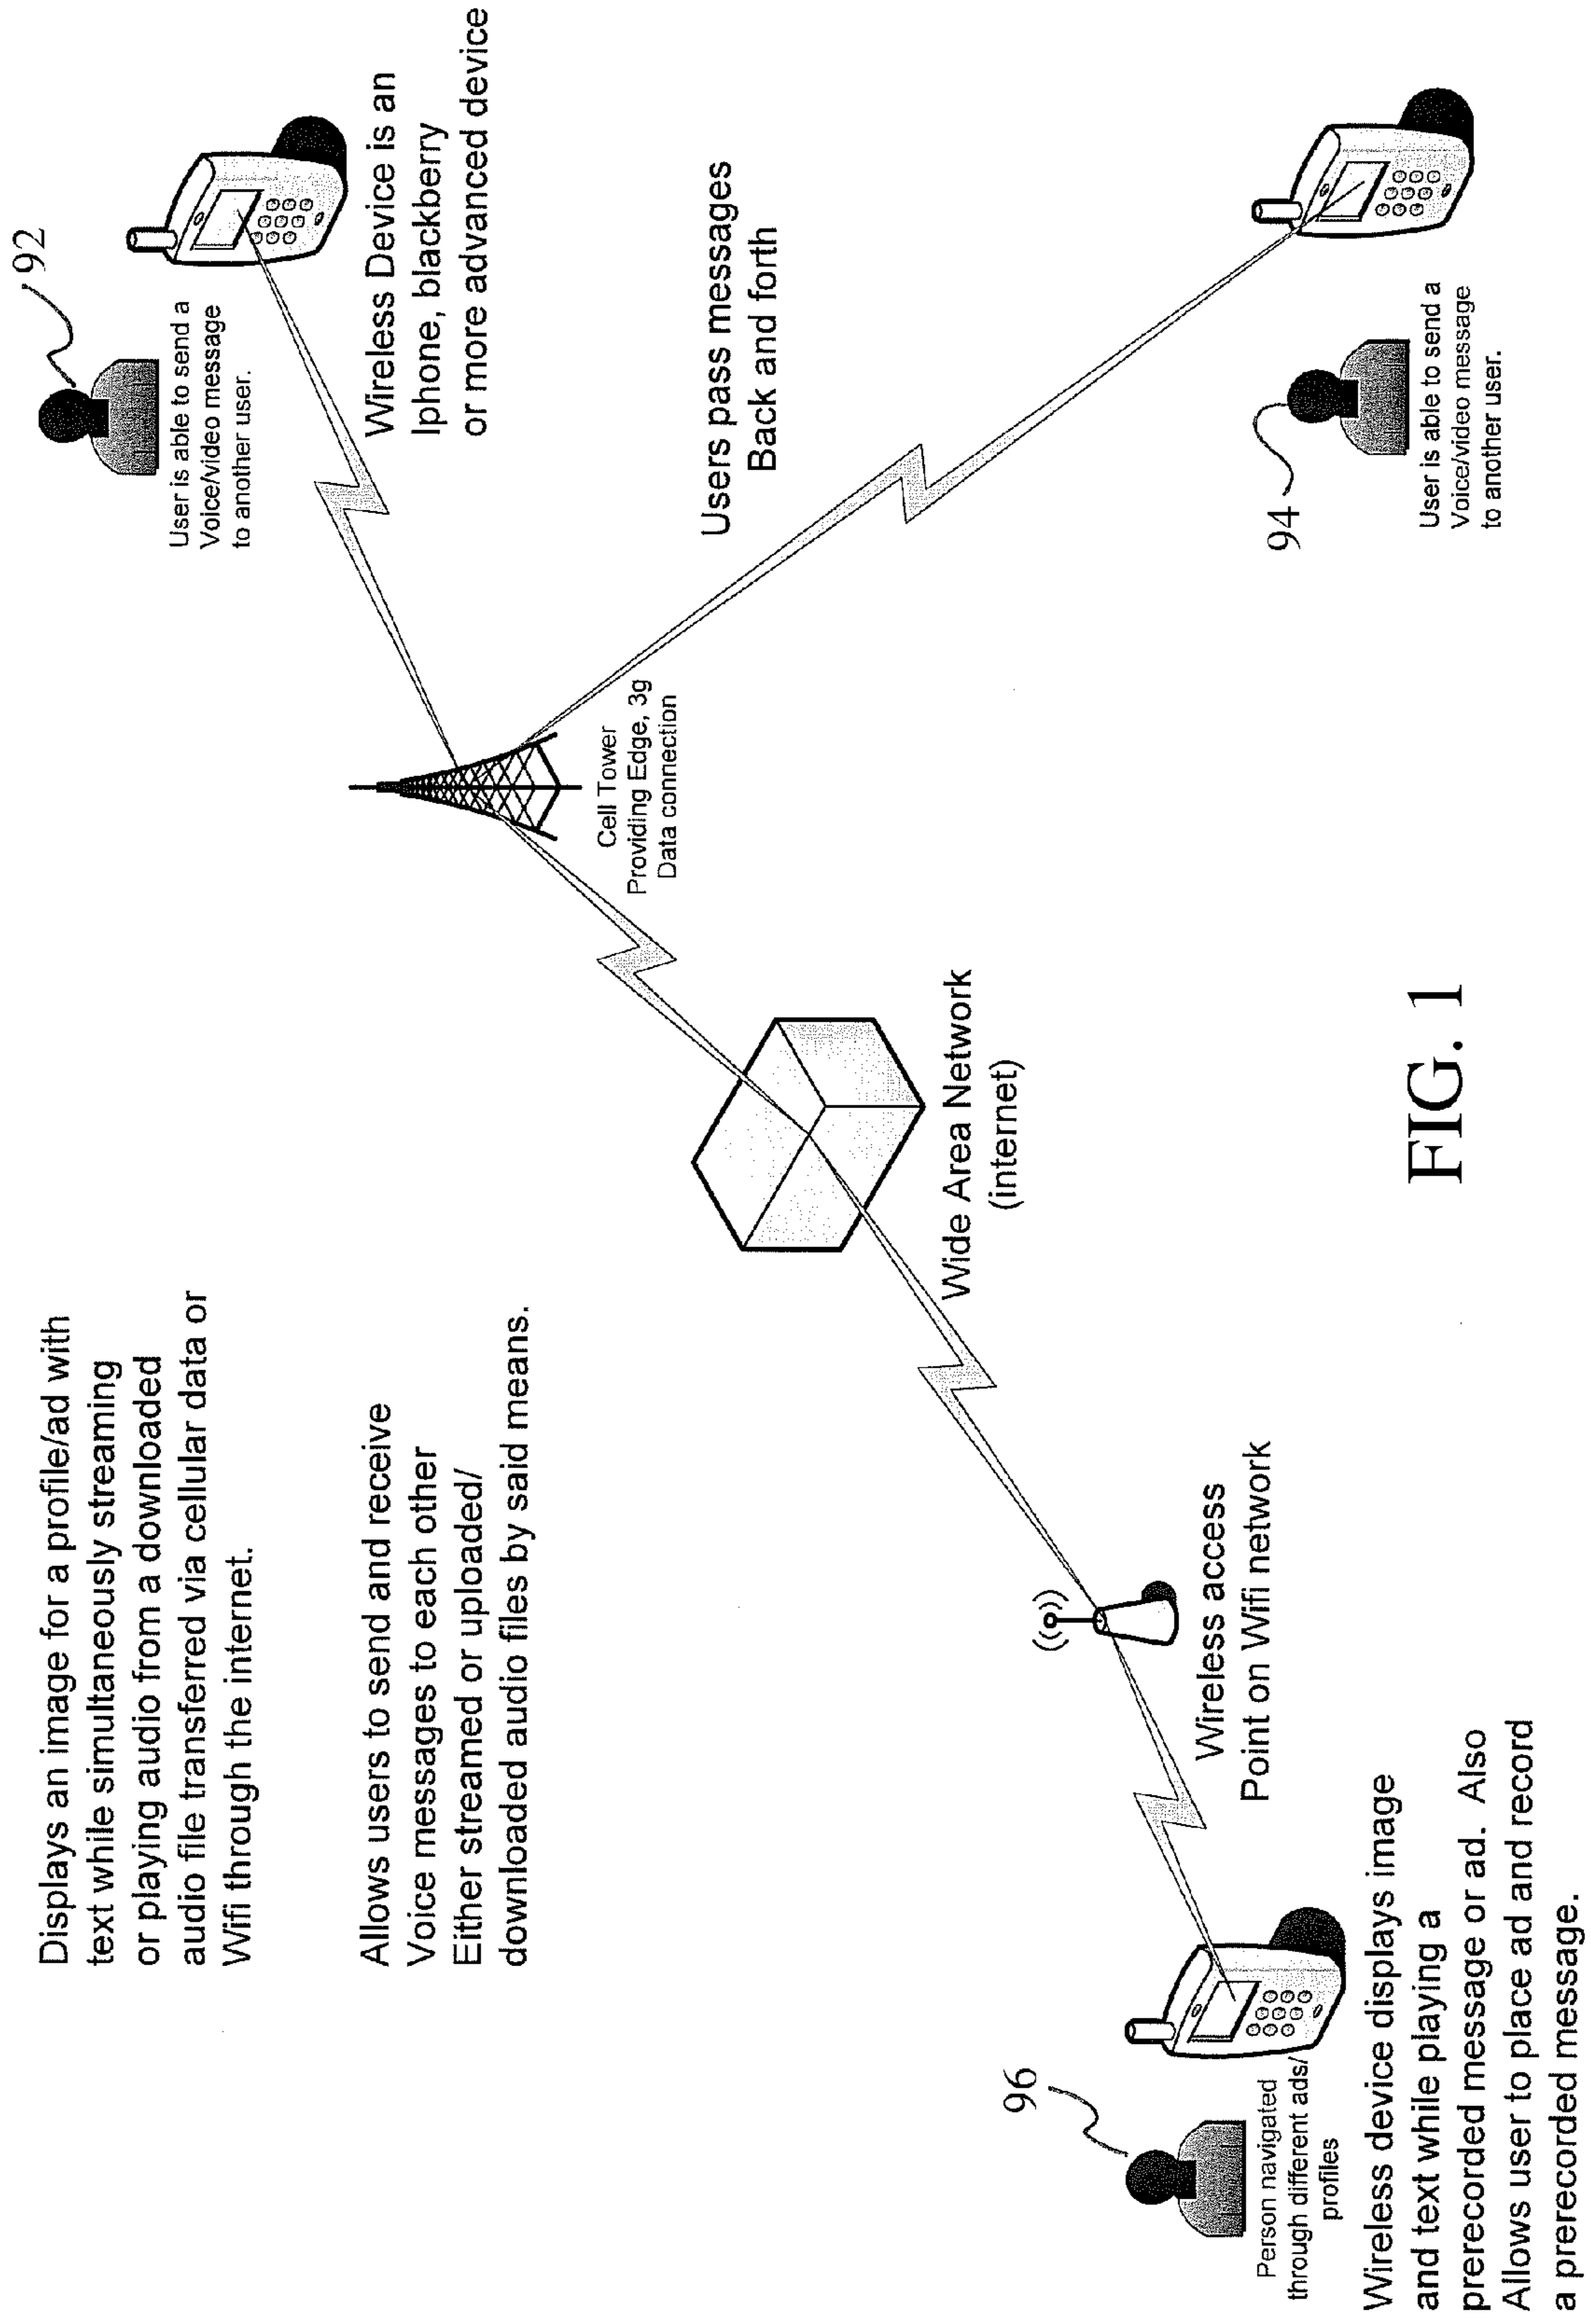 Displays an image for a profile/ad with
text while simultaneously streaming
or playing audio from a downloaded
audio file transferred via cellular data or
Wifi through the internet.
Allows users to send and receive
Voice messages to each other
Either streamed or uploaded/
downloaded audio files by said means.
92
User is able to send a
Voice/video message
to another user.
Wireless Device is an
Iphone, blackberry
or more advanced device
Cell Tower
Providing Edge, 3g
Data connection
Users pass messages
Back and forth
Wide Area Network
(internet)
Wireless access
Point on Wifi network
96
Person navigated
through different ads/
profiles
Wireless device displays image
and text while playing a
prerecorded message or ad. Also
Allows user to place ad and record
a prerecorded message.
94
User is able to send a
Voice/video message
to another user.
FIG. 1